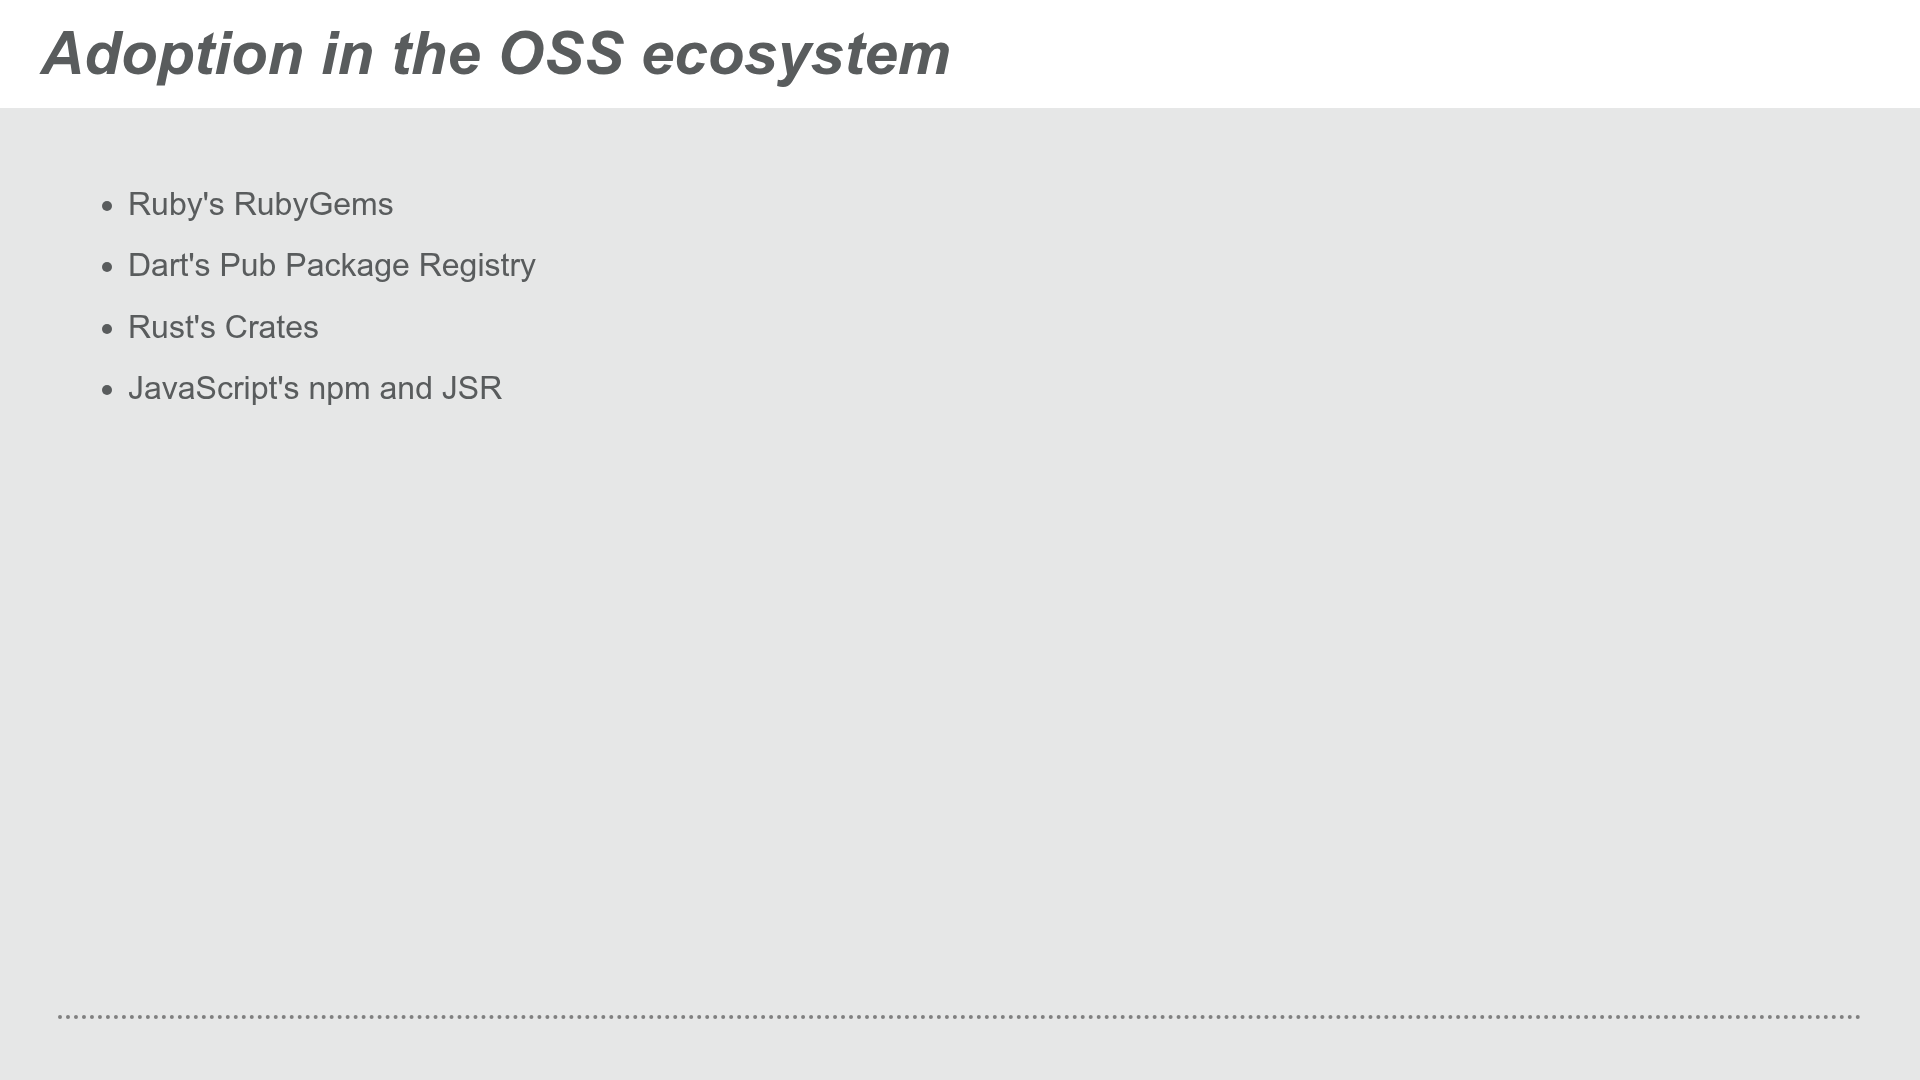 Adoption in the OSS ecosystem
• Ruby's RubyGems
• Dart's Pub Package Registry
• Rust's Crates
• JavaScript's npm and JSR